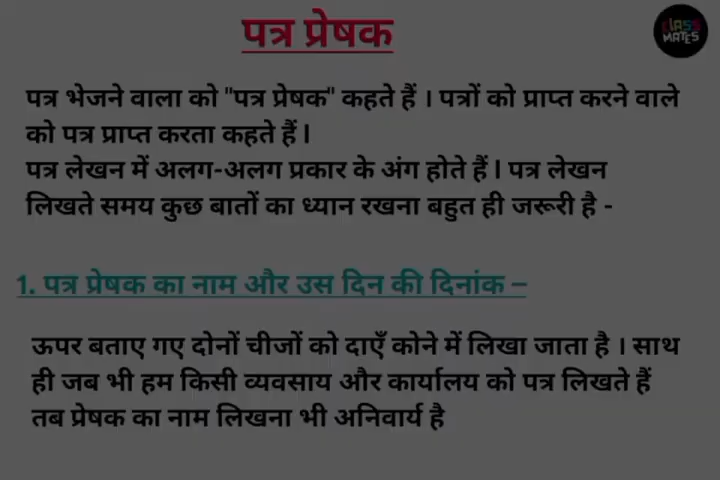 पत्र प्रेषक
CLASS
MATES
पत्र भेजने वाला को "पत्र प्रेषक" कहते हैं । पत्रों को प्राप्त करने वाले
को पत्र प्राप्त करता कहते हैं l
पत्र लेखन में अलग-अलग प्रकार के अंग होते हैं l पत्र लेखन
लिखते समय कुछ बातों का ध्यान रखना बहुत ही जरूरी है -
1. पत्र प्रेषक का नाम और उस दिन की दिनांक –
ऊपर बताए गए दोनों चीजों को दाएँ कोने में लिखा जाता है । साथ
ही जब भी हम किसी व्यवसाय और कार्यालय को पत्र लिखते हैं
तब प्रेषक का नाम लिखना भी अनिवार्य है